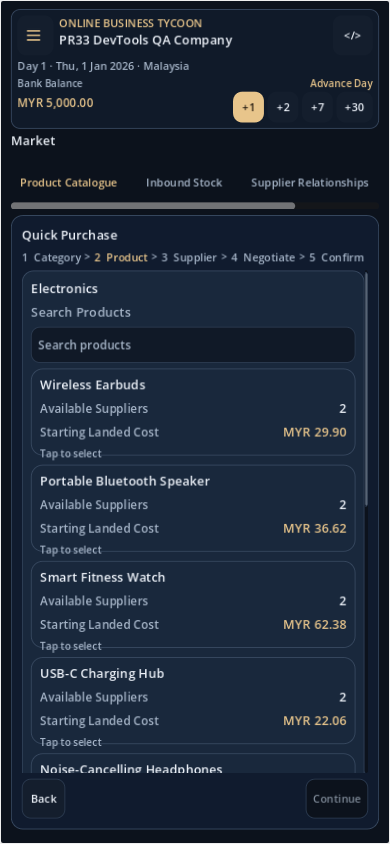 ONLINE BUSINESS TYCOON
PR33 DevTools QA Company
</>
Day 1 · Thu, 1 Jan 2026 · Malaysia
Bank Balance
Advance Day
MYR 5,000.00
+1 +2 +7 +30
Market
Product Catalogue Inbound Stock Supplier Relationships
Quick Purchase
1 Category > 2 Product > 3 Supplier > 4 Negotiate > 5 Confirm
Electronics
Search Products
Search products
Wireless Earbuds
Available Suppliers 2
Starting Landed Cost MYR 29.90
Tap to select
Portable Bluetooth Speaker
Available Suppliers 2
Starting Landed Cost MYR 36.62
Tap to select
Smart Fitness Watch
Available Suppliers 2
Starting Landed Cost MYR 62.38
Tap to select
USB-C Charging Hub
Available Suppliers 2
Starting Landed Cost MYR 22.06
Tap to select
Noise-Cancelling Headphones
Back Continue